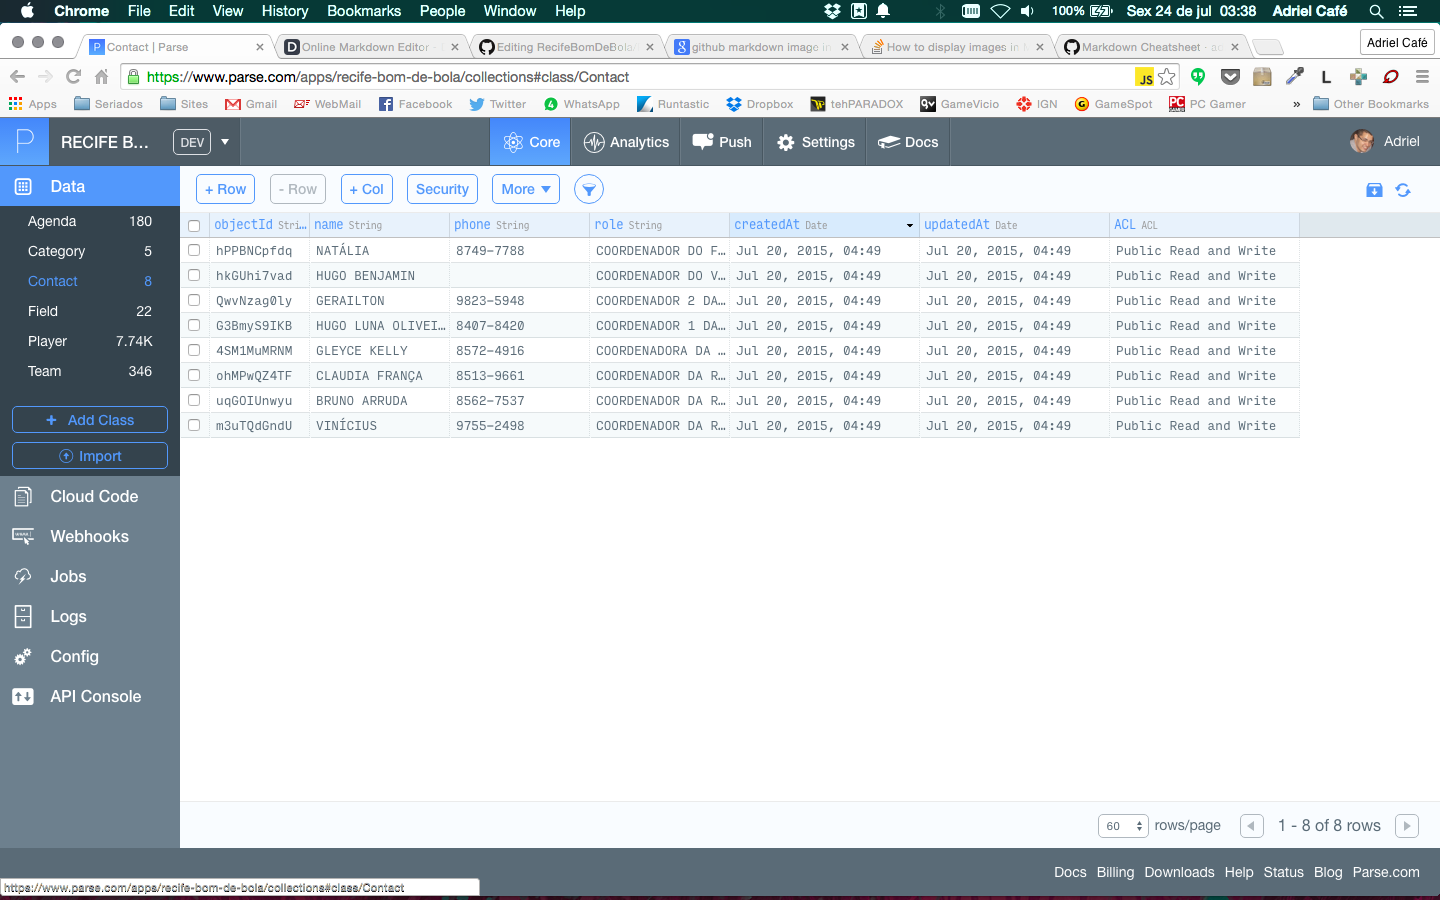 Chrome File Edit View History Bookmarks People Window Help 100% Sex 24 de jul 03:38 Adriel Café
Contact | Parse Online Markdown Editor - Editing RecifeBomDeBola/ github markdown image in How to display images in Markdown Cheatsheet · ad Adriel Café
https://www.parse.com/apps/recife-bom-de-bola/collections#class/Contact JS L
Apps Seriados Sites Gmail WebMail Facebook Twitter WhatsApp Runtastic Dropbox tehPARADOX GameVicio IGN GameSpot PC Gamer » Other Bookmarks
P RECIFE B... DEV Core Analytics Push Settings Docs Adriel
Data
Agenda 180
Category 5
Contact 8
Field 22
Player 7.74K
Team 346
+ Add Class
Import
Cloud Code
Webhooks
Jobs
Logs
Config
API Console
+ Row - Row + Col Security More
objectId Stri... name String phone String role String createdAt Date updatedAt Date ACL ACL
hPPBNCpfdq NATÁLIA 8749-7788 COORDENADOR DO F... Jul 20, 2015, 04:49 Jul 20, 2015, 04:49 Public Read and Write
hkGUhi7vad HUGO BENJAMIN COORDENADOR DO V... Jul 20, 2015, 04:49 Jul 20, 2015, 04:49 Public Read and Write
QwvNzag0ly GERAILTON 9823-5948 COORDENADOR 2 DA... Jul 20, 2015, 04:49 Jul 20, 2015, 04:49 Public Read and Write
G3BmyS9IKB HUGO LUNA OLIVEI... 8407-8420 COORDENADOR 1 DA... Jul 20, 2015, 04:49 Jul 20, 2015, 04:49 Public Read and Write
4SM1MuMRNM GLEYCE KELLY 8572-4916 COORDENADORA DA ... Jul 20, 2015, 04:49 Jul 20, 2015, 04:49 Public Read and Write
ohMPwQZ4TF CLAUDIA FRANÇA 8513-9661 COORDENADOR DA R... Jul 20, 2015, 04:49 Jul 20, 2015, 04:49 Public Read and Write
uqGOIUnwyu BRUNO ARRUDA 8562-7537 COORDENADOR DA R... Jul 20, 2015, 04:49 Jul 20, 2015, 04:49 Public Read and Write
m3uTQdGndU VINÍCIUS 9755-2498 COORDENADOR DA R... Jul 20, 2015, 04:49 Jul 20, 2015, 04:49 Public Read and Write
60 rows/page 1 - 8 of 8 rows
Docs Billing Downloads Help Status Blog Parse.com
https://www.parse.com/apps/recife-bom-de-bola/collections#class/Contact